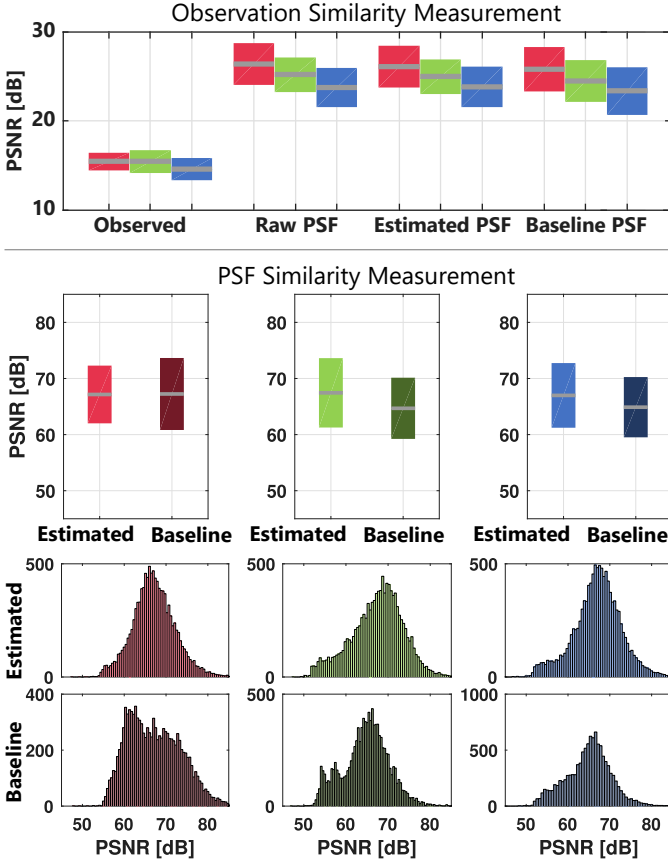 Observation Similarity Measurement
30
20
10
PSNR [dB]
Observed Raw PSF Estimated PSF Baseline PSF
PSF Similarity Measurement
80
70
60
50
PSNR [dB]
80
70
60
50
80
70
60
50
Estimated Baseline Estimated Baseline Estimated Baseline
Estimated
500
0
500
0
500
0
Baseline
400
200
0
500
0
1000
500
0
50 60 70 80 50 60 70 80 50 60 70 80
PSNR [dB] PSNR [dB] PSNR [dB]